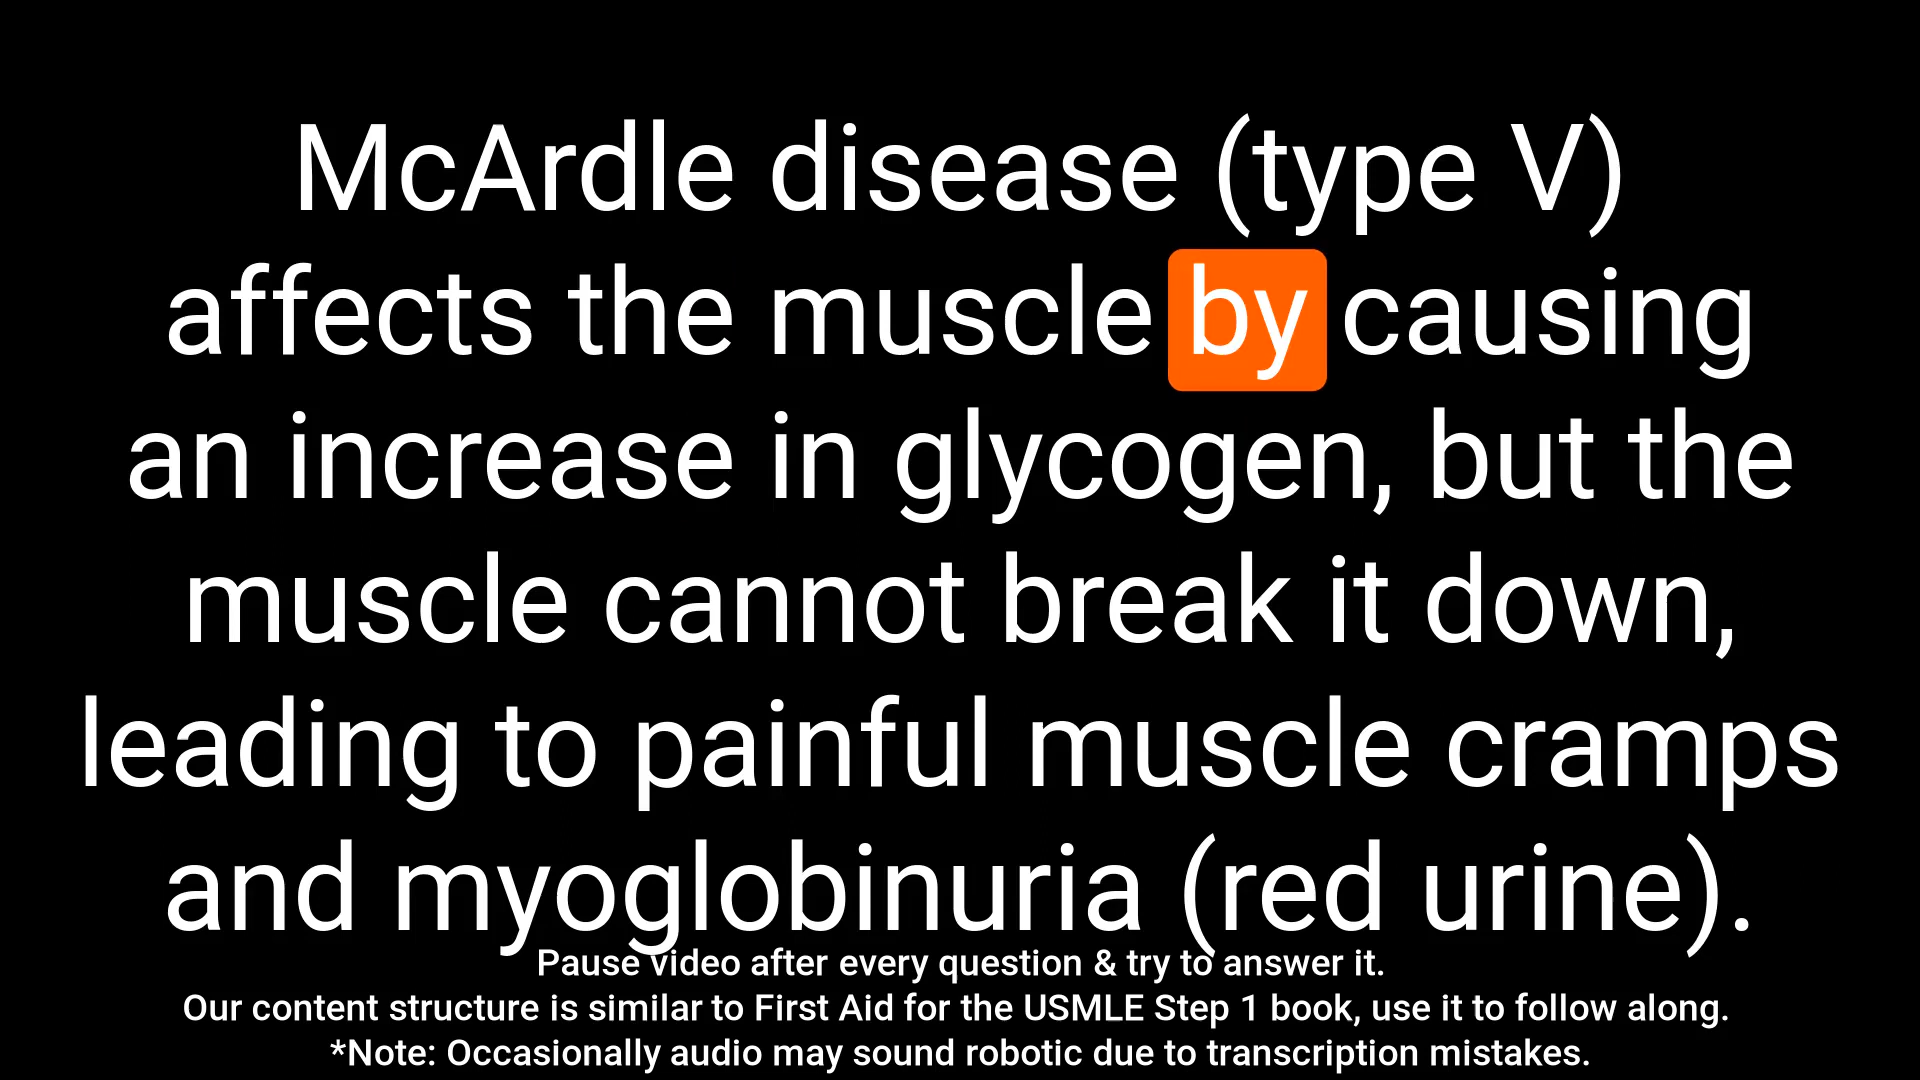 McArdle disease (type V)
affects the muscle by causing
an increase in glycogen, but the
muscle cannot break it down,
leading to painful muscle cramps
and myoglobinuria (red urine).
Pause video after every question & try to answer it.
Our content structure is similar to First Aid for the USMLE Step 1 book, use it to follow along.
*Note: Occasionally audio may sound robotic due to transcription mistakes.